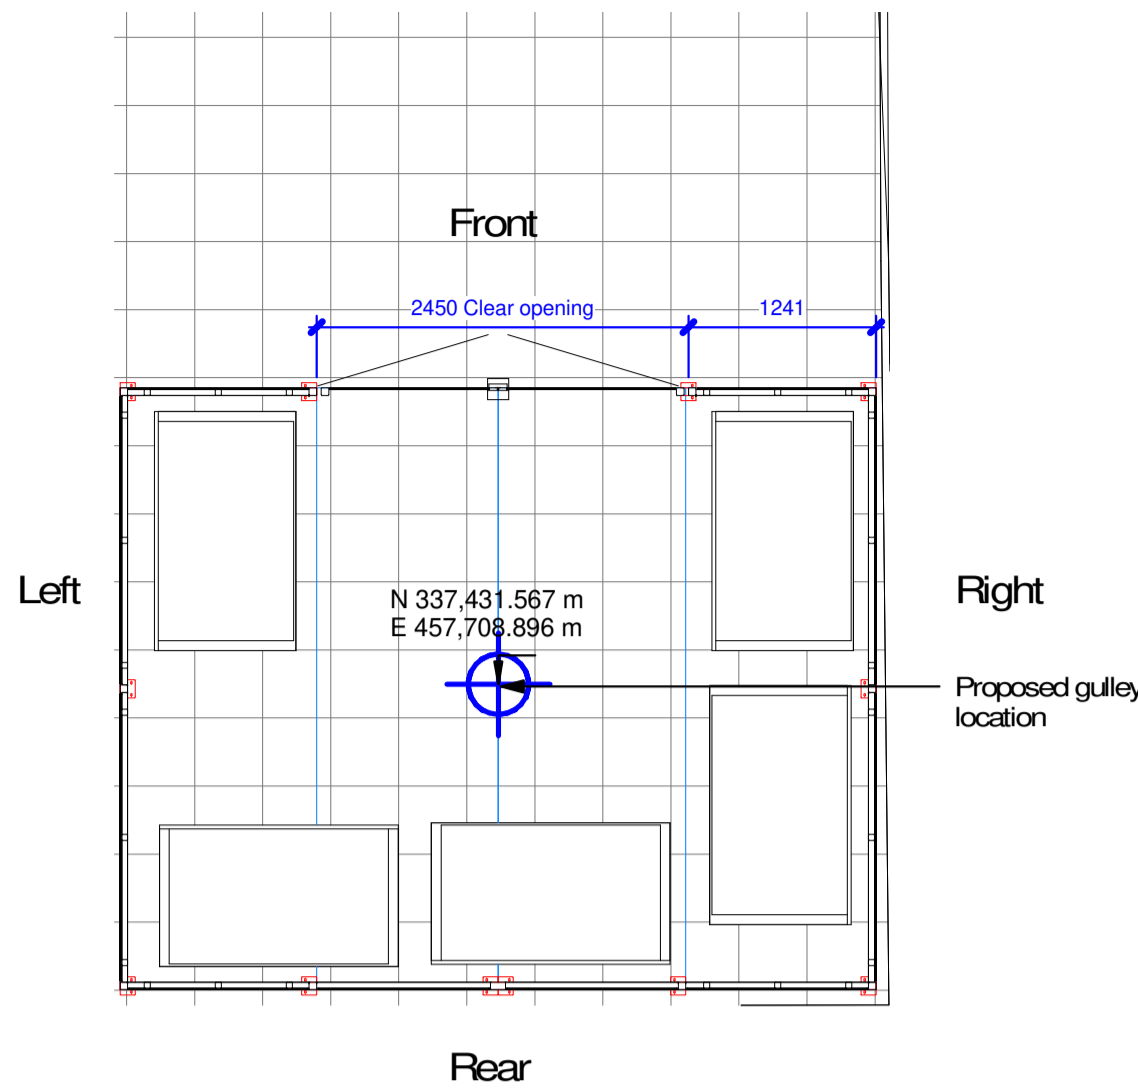 Front
2450 Clear opening
1241
Left
N 337,431.567 m
E 457,708.896 m
Right
Proposed gulley
location
Rear